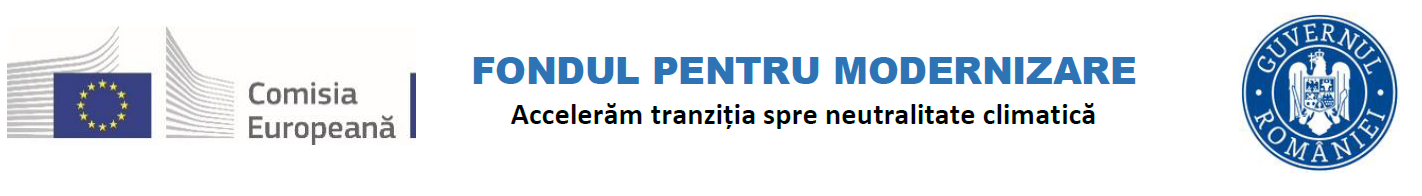 Comisia
Europeană
FONDUL PENTRU MODERNIZARE
Accelerăm tranziția spre neutralitate climatică
GUVERNUL
ROMÂNIEI